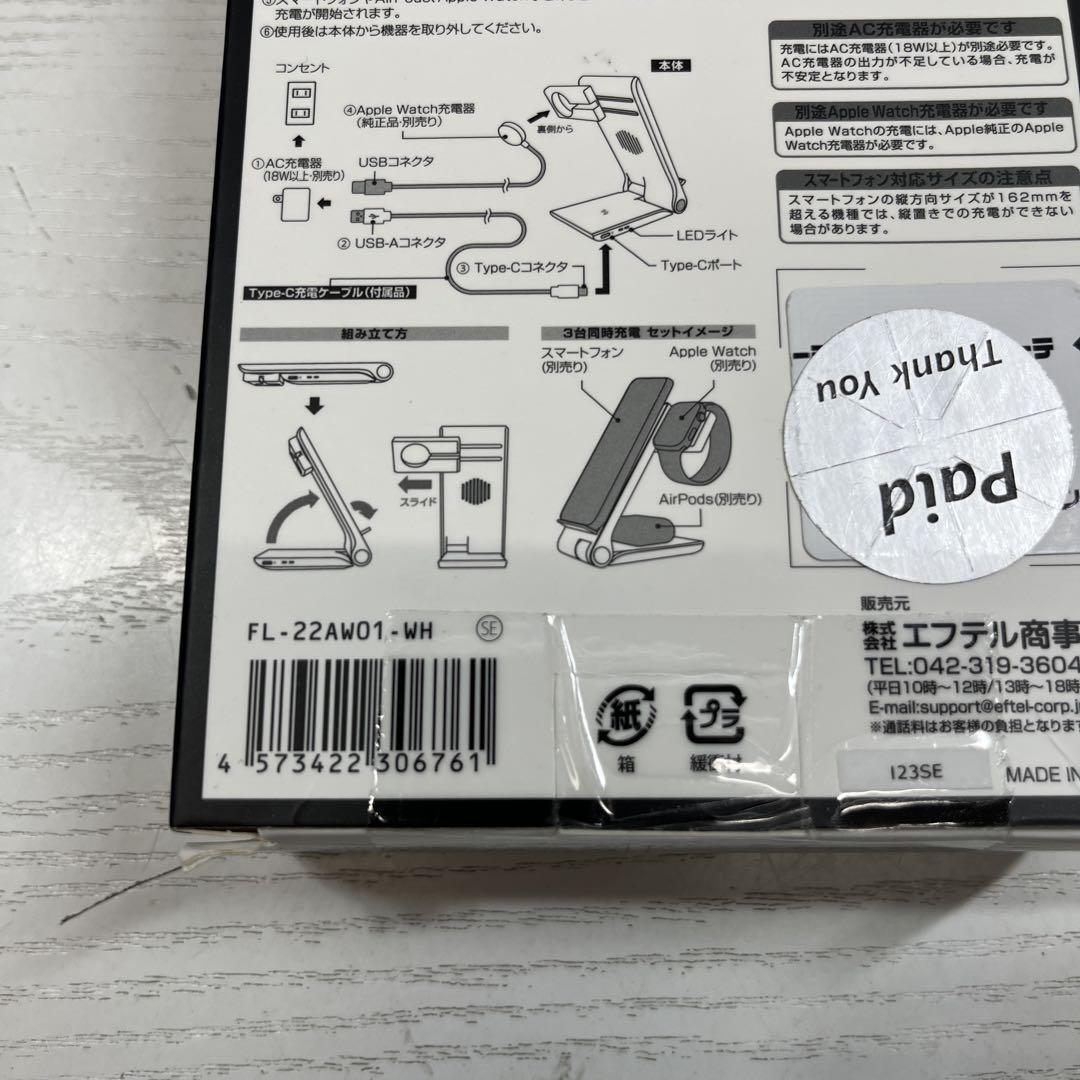 充電が開始されます。
⑥使用後は本体から機器を取り外してください。
コンセント
本体
④Apple Watch充電器
(純正品・別売り)
裏側から
①AC充電器
(18W以上・別売り)
USBコネクタ
② USB-Aコネクタ
③ Type-Cコネクタ
LEDライト
Type-Cポート
Type-C充電ケーブル(付属品)
別途AC充電器が必要です
充電にはAC充電器(18W以上)が別途必要です。
AC充電器の出力が不足している場合、充電が
不安定となります。
別途Apple Watch充電器が必要です
Apple Watchの充電には、Apple純正のApple
Watch充電器が必要です。
スマートフォン対応サイズの注意点
スマートフォンの縦方向サイズが162mmを
超える機種では、縦置きでの充電ができない
場合があります。
組み立て方
スライド
3台同時充電 セットイメージ
スマートフォン
(別売り)
Apple Watch
(別売り)
AirPods(別売り)
Thank You
Paid
FL-22AW01-WH
SE
4 573422 306761
紙
箱
プラ
販売元
株式
会社 エフテル商事
TEL:042-319-3604
(平日10時〜12時/13時〜18時
E-mail:support@eftel-corp.j
※通話料はお客様の負担となります
I23SE
MADE IN